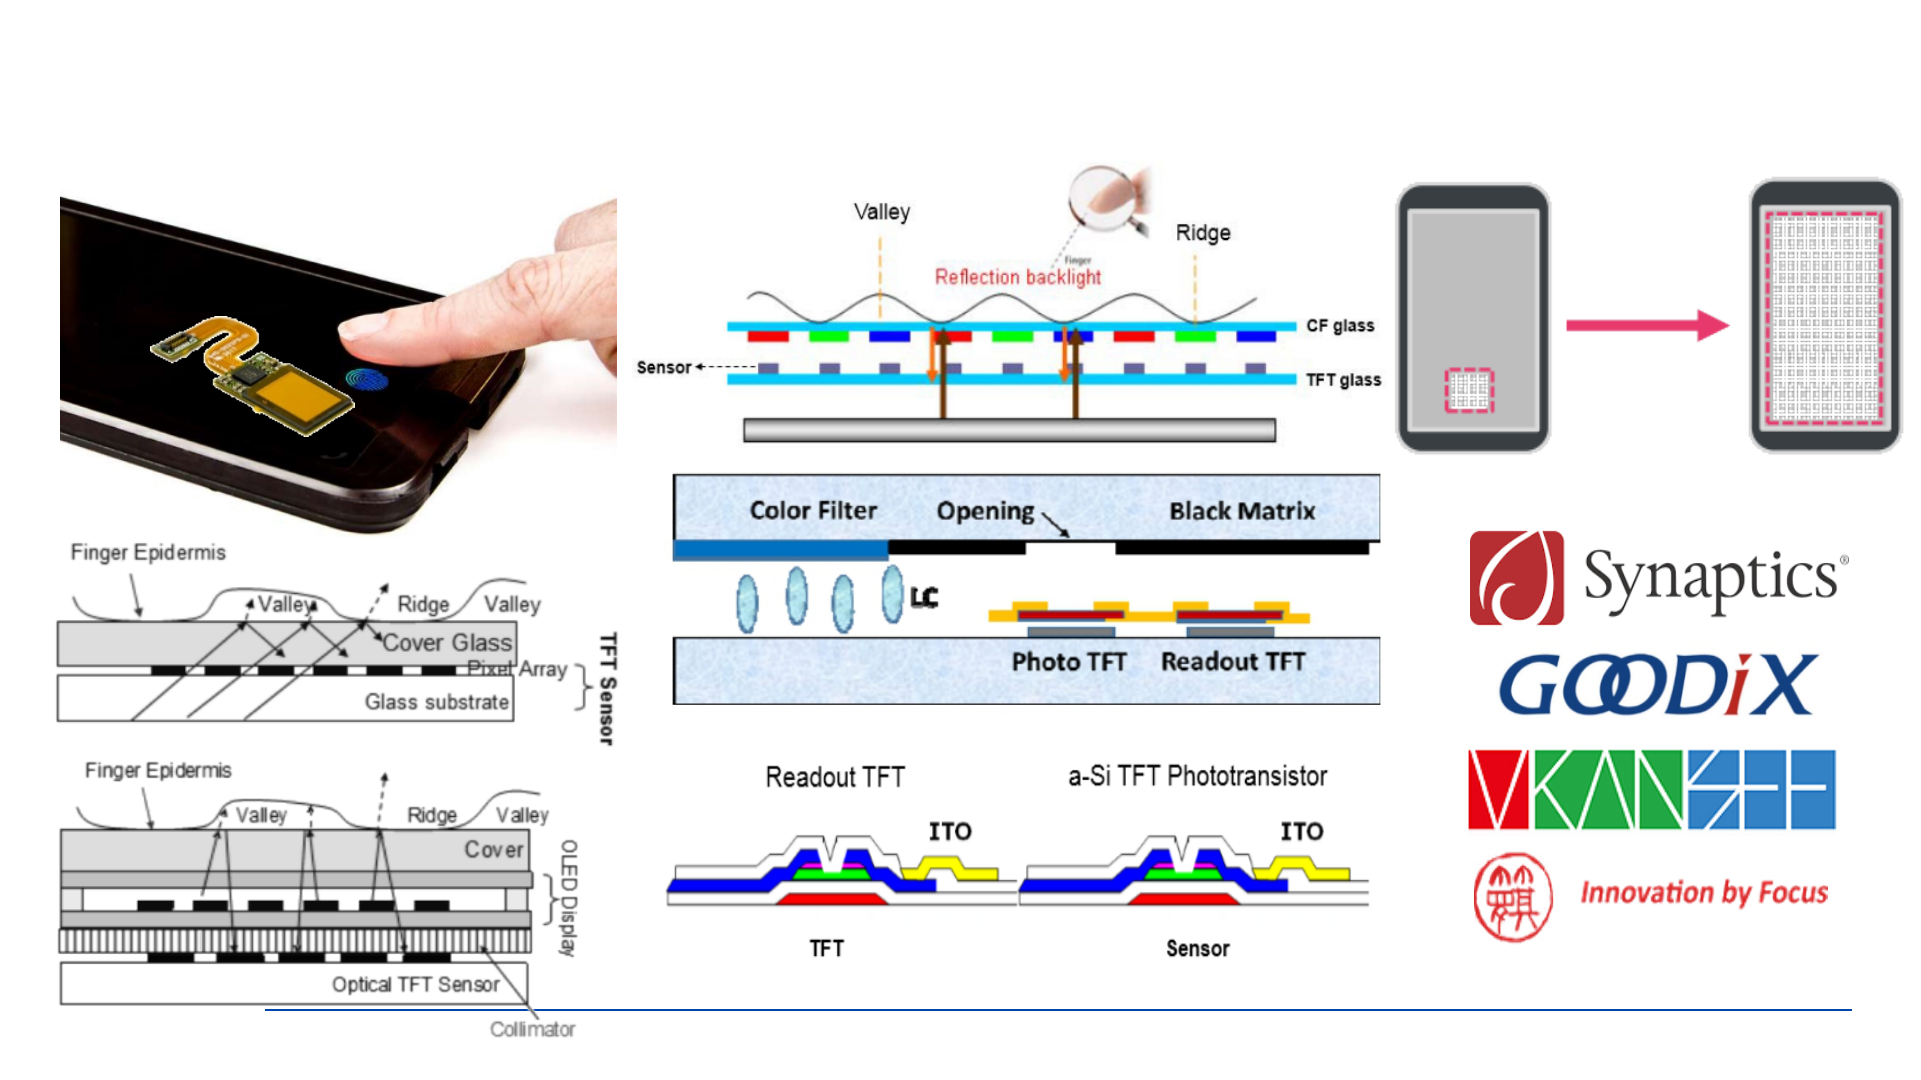 Finger Epidermis
Valley
Ridge
Valley
Cover Glass
Pixel Array
Glass substrate
TFT Sensor
Finger Epidermis
Valley
Ridge
Valley
Cover
OLED Display
Optical TFT Sensor
Collimator
Valley
Ridge
Finger
Reflection backlight
CF glass
Sensor
TFT glass
Color Filter
Opening
Black Matrix
LC
Photo TFT
Readout TFT
Readout TFT
a-Si TFT Phototransistor
ITO
ITO
TFT
Sensor
Synaptics®
GOODiX
VKANSEE
Innovation by Focus